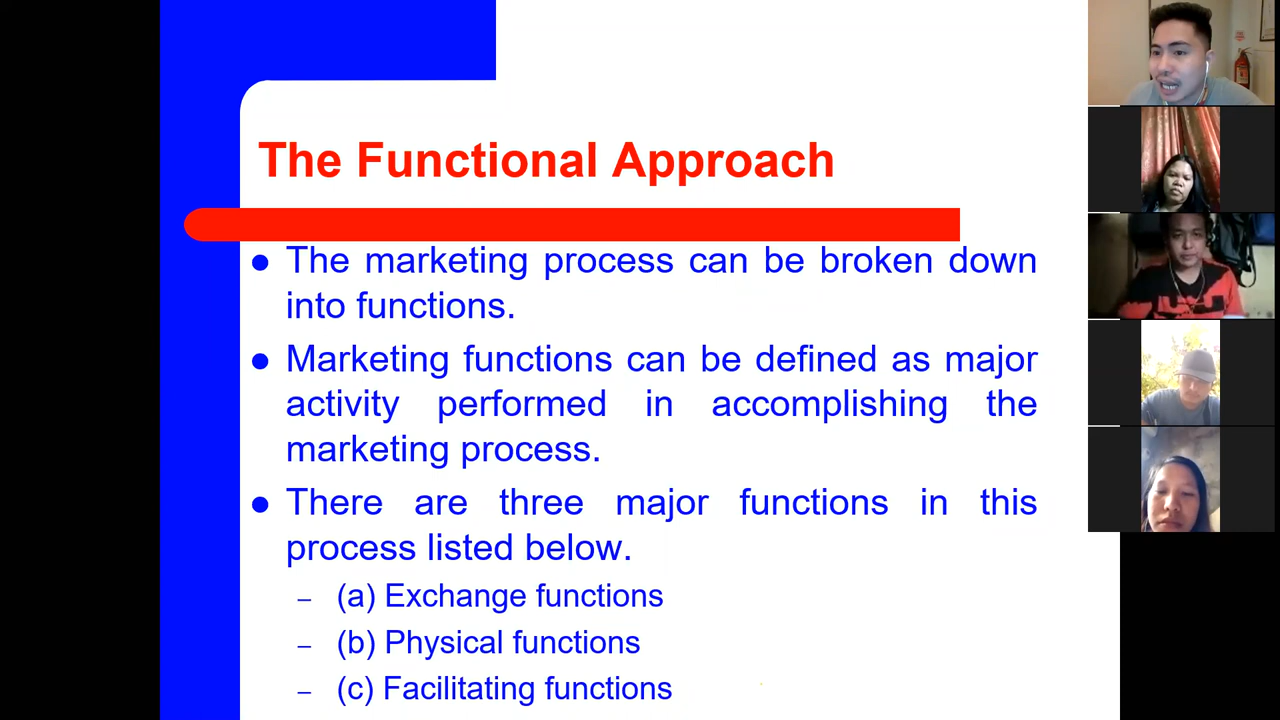 The Functional Approach
● The marketing process can be broken down
into functions.
● Marketing functions can be defined as major
activity performed in accomplishing the
marketing process.
● There are three major functions in this
process listed below.
– (a) Exchange functions
– (b) Physical functions
– (c) Facilitating functions